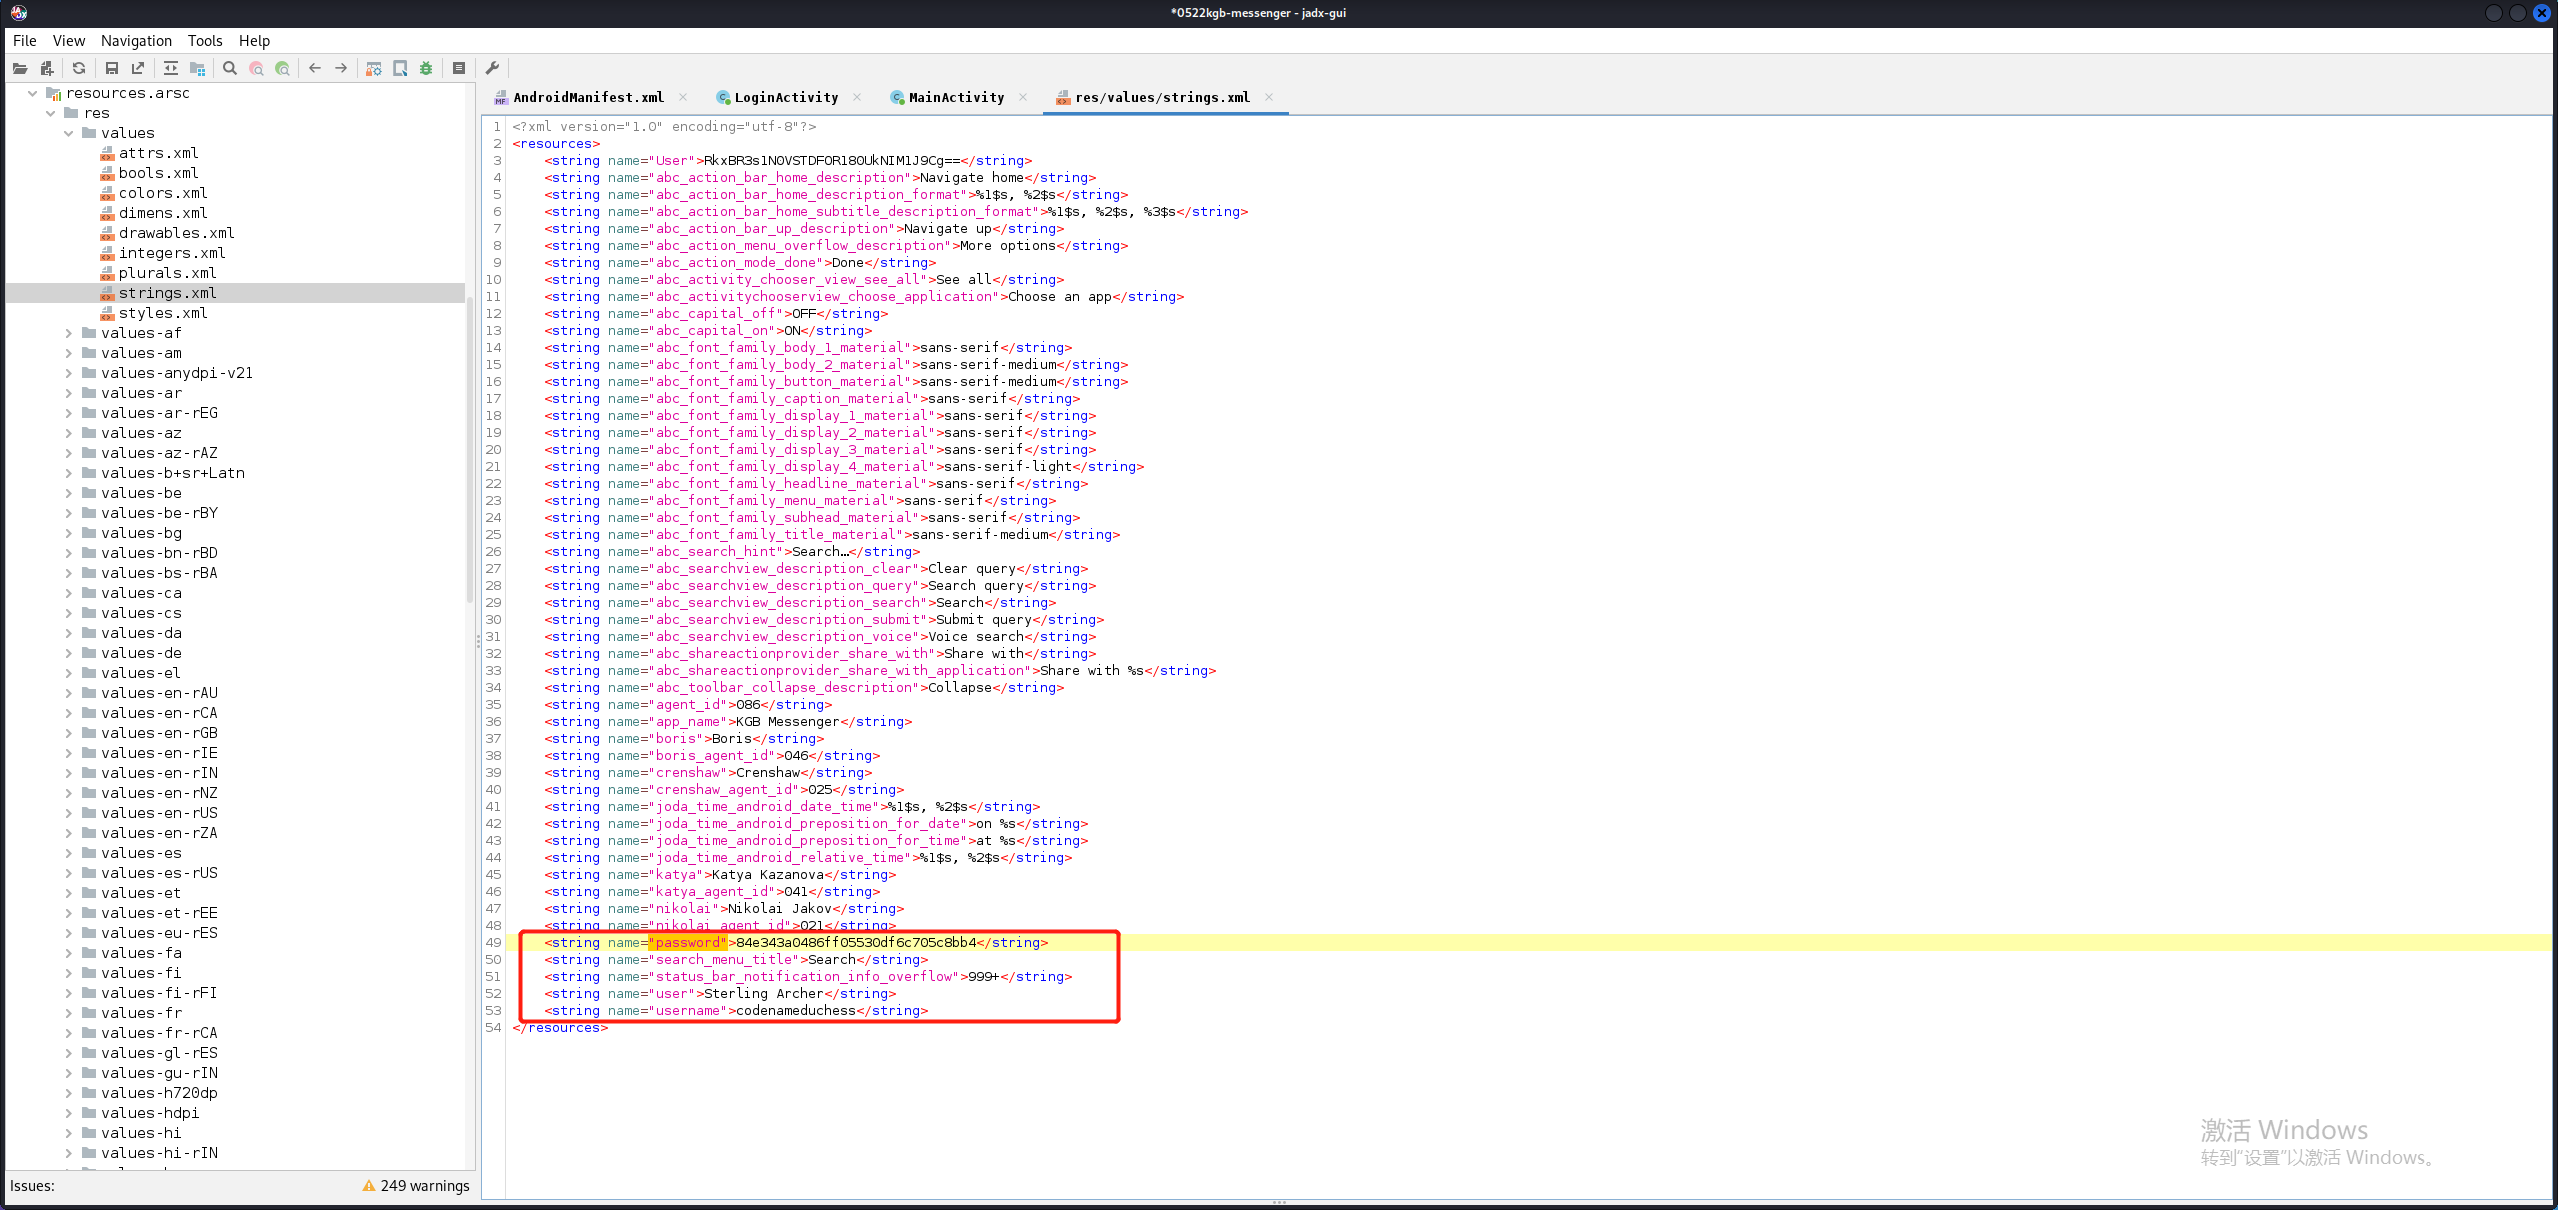 *0522kgb-messenger - jadx-gui
File View Navigation Tools Help
resources.arsc
res
values
attrs.xml
bools.xml
colors.xml
dimens.xml
drawables.xml
integers.xml
plurals.xml
strings.xml
styles.xml
values-af
values-am
values-anydpi-v21
values-ar
values-ar-rEG
values-az
values-az-rAZ
values-b+sr+Latn
values-be
values-be-rBY
values-bg
values-bn-rBD
values-bs-rBA
values-ca
values-cs
values-da
values-de
values-el
values-en-rAU
values-en-rCA
values-en-rGB
values-en-rIE
values-en-rIN
values-en-rNZ
values-en-rUS
values-en-rZA
values-es
values-es-rUS
values-et
values-et-rEE
values-eu-rES
values-fa
values-fi
values-fi-rFI
values-fr
values-fr-rCA
values-gl-rES
values-gu-rIN
values-h720dp
values-hdpi
values-hi
values-hi-rIN
Issues: 249 warnings
AndroidManifest.xml LoginActivity MainActivity res/values/strings.xml
1 <?xml version="1.0" encoding="utf-8"?>
2 <resources>
3 <string name="User">RkxBR3s1N0VSTDFOR180UkNIM1J9Cg==</string>
4 <string name="abc_action_bar_home_description">Navigate home</string>
5 <string name="abc_action_bar_home_description_format">%1$s, %2$s</string>
6 <string name="abc_action_bar_home_subtitle_description_format">%1$s, %2$s, %3$s</string>
7 <string name="abc_action_bar_up_description">Navigate up</string>
8 <string name="abc_action_menu_overflow_description">More options</string>
9 <string name="abc_action_mode_done">Done</string>
10 <string name="abc_activity_chooser_view_see_all">See all</string>
11 <string name="abc_activitychooserview_choose_application">Choose an app</string>
12 <string name="abc_capital_off">OFF</string>
13 <string name="abc_capital_on">ON</string>
14 <string name="abc_font_family_body_1_material">sans-serif</string>
15 <string name="abc_font_family_body_2_material">sans-serif-medium</string>
16 <string name="abc_font_family_button_material">sans-serif-medium</string>
17 <string name="abc_font_family_caption_material">sans-serif</string>
18 <string name="abc_font_family_display_1_material">sans-serif</string>
19 <string name="abc_font_family_display_2_material">sans-serif</string>
20 <string name="abc_font_family_display_3_material">sans-serif</string>
21 <string name="abc_font_family_display_4_material">sans-serif-light</string>
22 <string name="abc_font_family_headline_material">sans-serif</string>
23 <string name="abc_font_family_menu_material">sans-serif</string>
24 <string name="abc_font_family_subhead_material">sans-serif</string>
25 <string name="abc_font_family_title_material">sans-serif-medium</string>
26 <string name="abc_search_hint">Search…</string>
27 <string name="abc_searchview_description_clear">Clear query</string>
28 <string name="abc_searchview_description_query">Search query</string>
29 <string name="abc_searchview_description_search">Search</string>
30 <string name="abc_searchview_description_submit">Submit query</string>
31 <string name="abc_searchview_description_voice">Voice search</string>
32 <string name="abc_shareactionprovider_share_with">Share with</string>
33 <string name="abc_shareactionprovider_share_with_application">Share with %s</string>
34 <string name="abc_toolbar_collapse_description">Collapse</string>
35 <string name="agent_id">086</string>
36 <string name="app_name">KGB Messenger</string>
37 <string name="boris">Boris</string>
38 <string name="boris_agent_id">046</string>
39 <string name="crenshaw">Crenshaw</string>
40 <string name="crenshaw_agent_id">025</string>
41 <string name="joda_time_android_date_time">%1$s, %2$s</string>
42 <string name="joda_time_android_preposition_for_date">on %s</string>
43 <string name="joda_time_android_preposition_for_time">at %s</string>
44 <string name="joda_time_android_relative_time">%1$s, %2$s</string>
45 <string name="katya">Katya Kazanova</string>
46 <string name="katya_agent_id">041</string>
47 <string name="nikolai">Nikolai Jakov</string>
48 <string name="nikolai_agent_id">021</string>
49 <string name="password">84e343a0486ff05530df6c705c8bb4</string>
50 <string name="search_menu_title">Search</string>
51 <string name="status_bar_notification_info_overflow">999+</string>
52 <string name="user">Sterling Archer</string>
53 <string name="username">codenameduchess</string>
54 </resources>
激活 Windows
转到"设置"以激活 Windows。